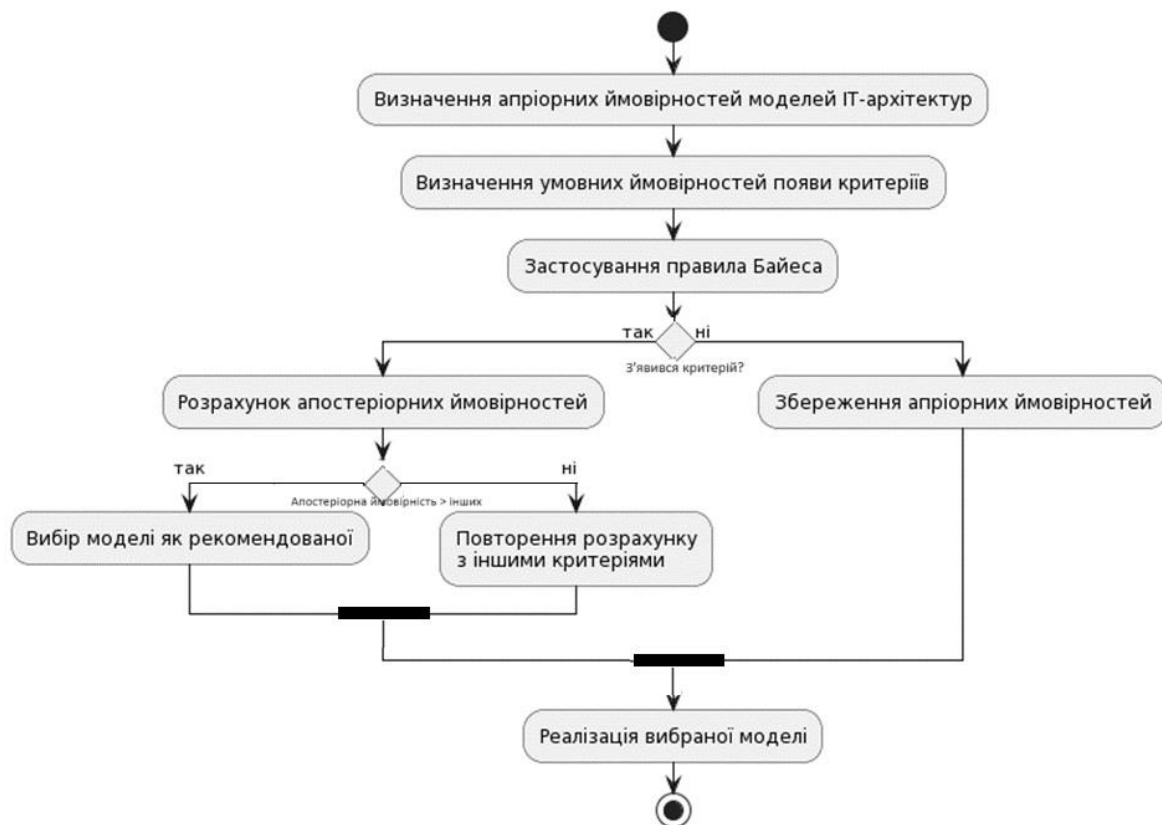 Визначення апріорних ймовірностей моделей ІТ-архітектур
Визначення умовних ймовірностей появи критеріїв
Застосування правила Байеса
так
ні
З'явився критерій?
Розрахунок апостеріорних ймовірностей
Збереження апріорних ймовірностей
так
ні
Апостеріорна ймовірність > інших
Вибір моделі як рекомендованої
Повторення розрахунку
з іншими критеріями
Реалізація вибраної моделі